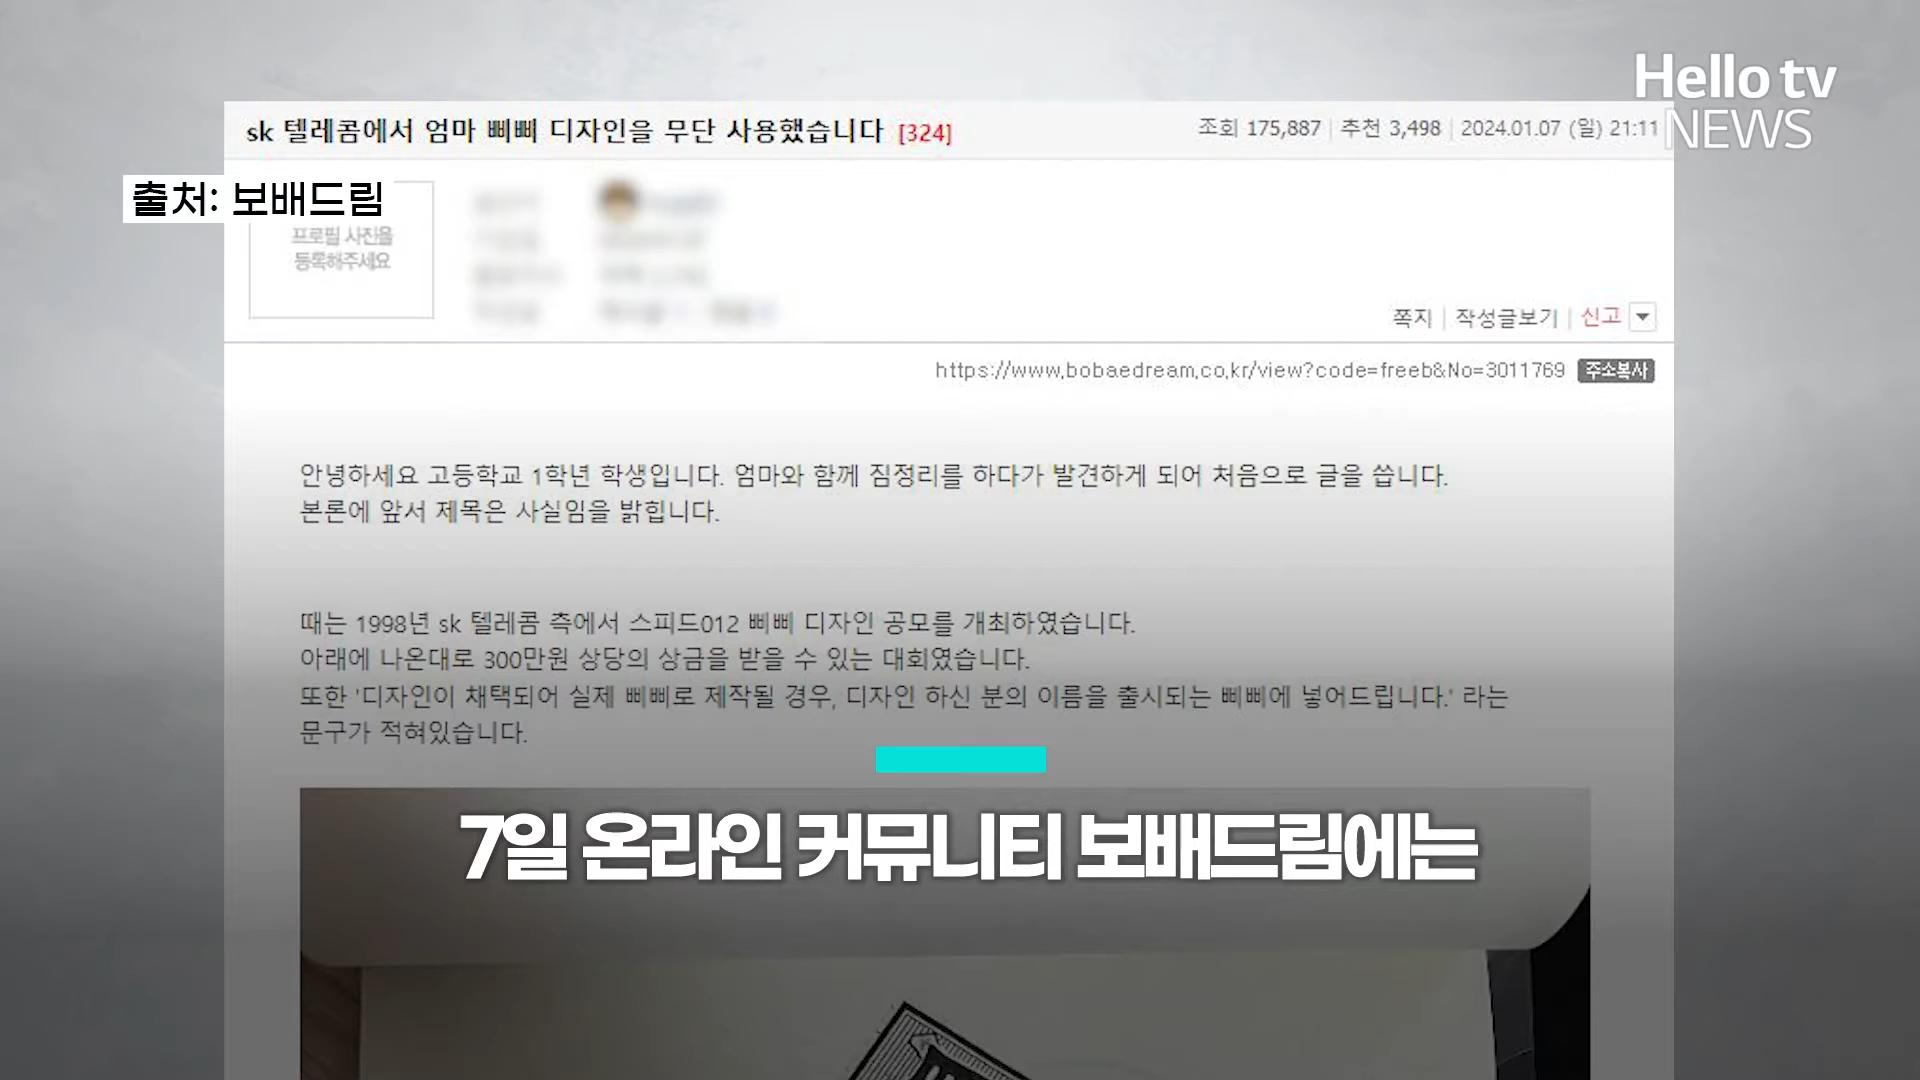 Hello tv
NEWS
sk 텔레콤에서 엄마 삐삐 디자인을 무단 사용했습니다 [324]
조회 175,887 | 추천 3,498 | 2024.01.07 (일) 21:11
출처: 보배드림
프로필 사진을
등록해주세요
쪽지 | 작성글보기 | 신고
https://www.bobaedream.co.kr/view?code=freeb&No=3011769 주소복사
안녕하세요 고등학교 1학년 학생입니다. 엄마와 함께 짐정리를 하다가 발견하게 되어 처음으로 글을 씁니다.
본론에 앞서 제목은 사실임을 밝힙니다.
때는 1998년 sk 텔레콤 측에서 스피드012 삐삐 디자인 공모를 개최하였습니다.
아래에 나온대로 300만원 상당의 상금을 받을 수 있는 대회였습니다.
또한 '디자인이 채택되어 실제 삐삐로 제작될 경우, 디자인 하신 분의 이름을 출시되는 삐삐에 넣어드립니다.' 라는
문구가 적혀있습니다.
7일 온라인 커뮤니티 보배드림에는